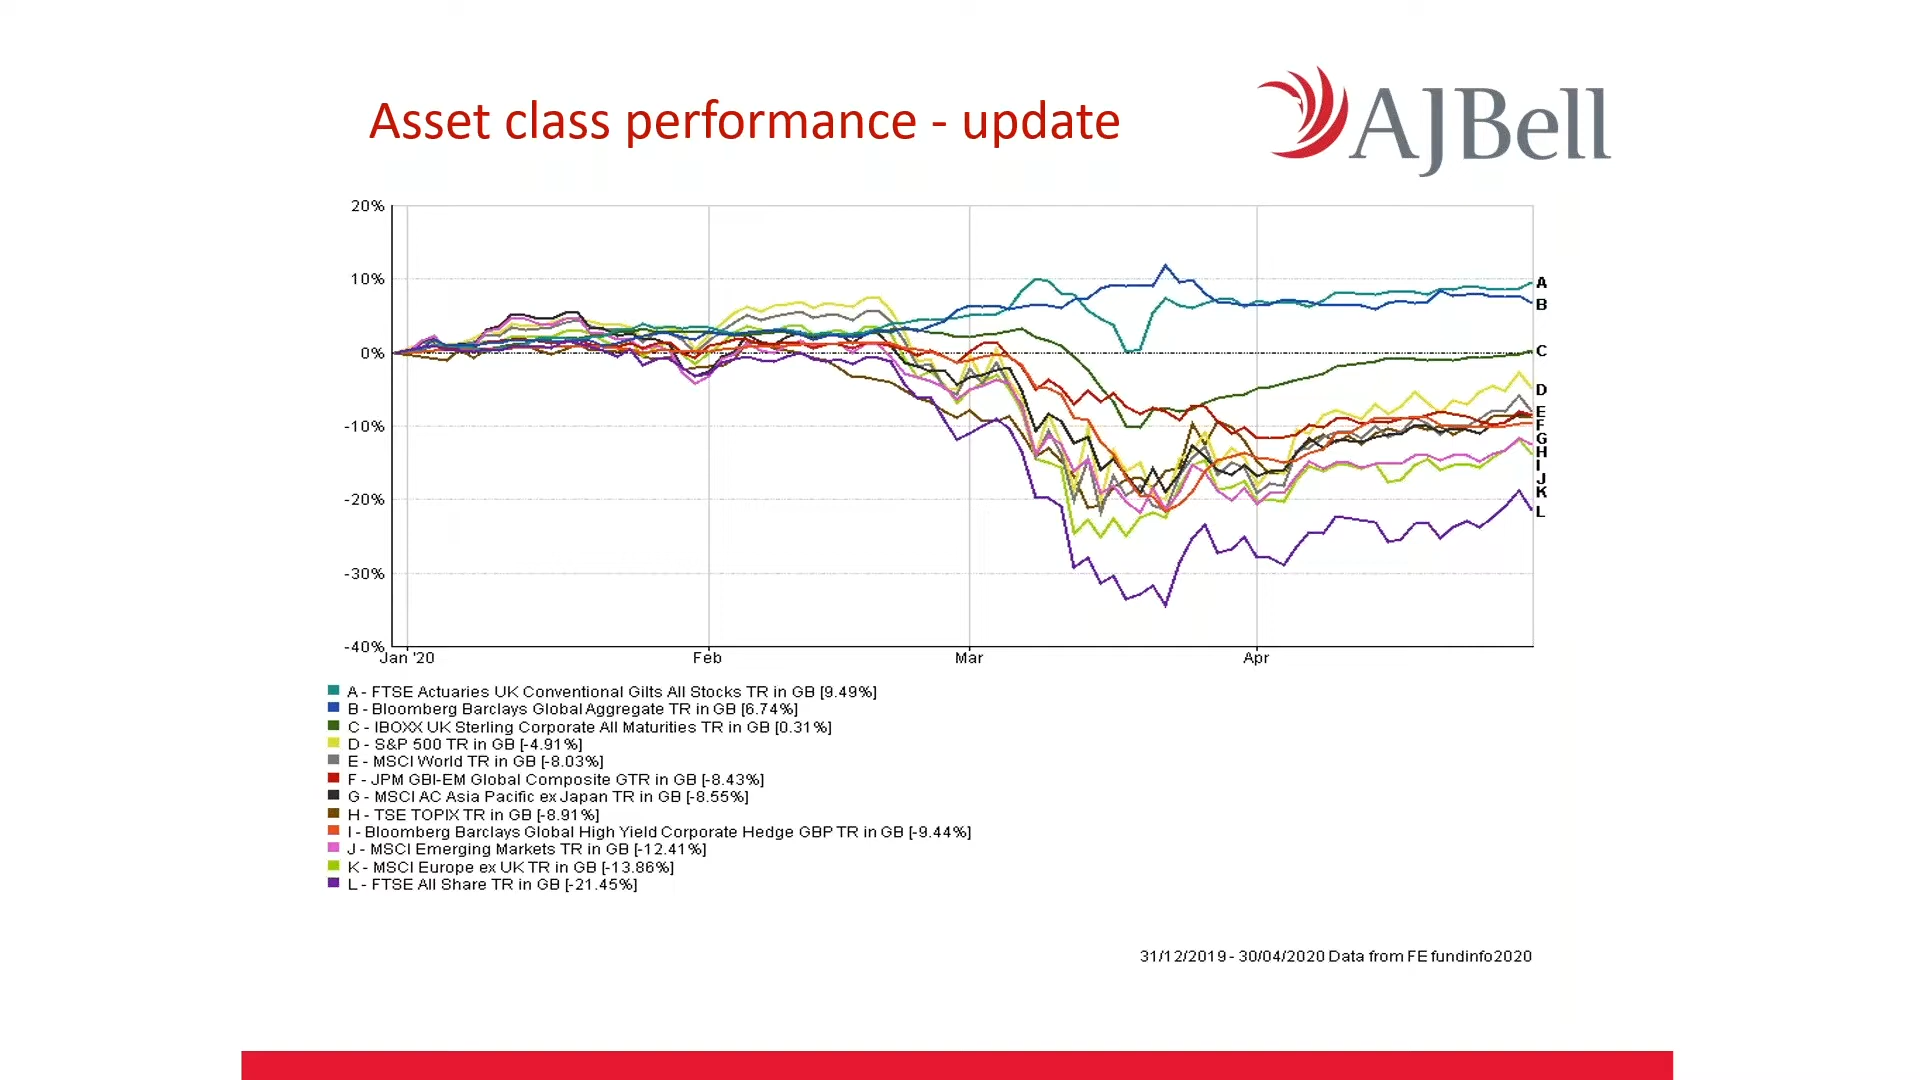 Asset class performance - update
AJBell
20%
10%
0%
-10%
-20%
-30%
-40%
Jan '20
Feb
Mar
Apr
A
B
C
D
E
F
G
H
I
J
K
L
A - FTSE Actuaries UK Conventional Gilts All Stocks TR in GB [9.49%]
B - Bloomberg Barclays Global Aggregate TR in GB [6.74%]
C - IBOXX UK Sterling Corporate All Maturities TR in GB [0.31%]
D - S&P 500 TR in GB [-4.91%]
E - MSCI World TR in GB [-8.03%]
F - JPM GBI-EM Global Composite GTR in GB [-8.43%]
G - MSCI AC Asia Pacific ex Japan TR in GB [-8.55%]
H - TSE TOPIX TR in GB [-8.91%]
I - Bloomberg Barclays Global High Yield Corporate Hedge GBP TR in GB [-9.44%]
J - MSCI Emerging Markets TR in GB [-12.41%]
K - MSCI Europe ex UK TR in GB [-13.86%]
L - FTSE All Share TR in GB [-21.45%]
31/12/2019 - 30/04/2020 Data from FE fundinfo2020